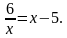 6/x = x − 5.